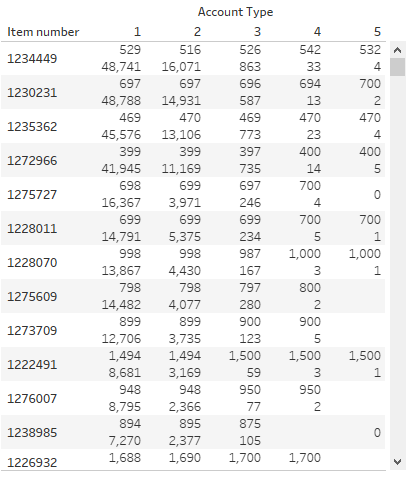 Account Type
Item number 1 2 3 4 5
1234449 529 516 526 542 532
48,741 16,071 863 33 4
1230231 697 697 696 694 700
48,788 14,931 587 13 2
1235362 469 470 469 470 470
45,576 13,106 773 23 4
1272966 399 399 397 400 400
41,945 11,169 735 14 5
1275727 698 699 697 700 0
16,367 3,971 246 4
1228011 699 699 699 700 700
14,791 5,375 234 5 1
1228070 998 998 987 1,000 1,000
13,867 4,430 167 3 1
1275609 798 798 797 800
14,482 4,077 280 2
1273709 899 899 900 900
12,706 3,735 123 5
1222491 1,494 1,494 1,500 1,500 1,500
8,681 3,169 59 3 1
1276007 948 948 950 950
8,795 2,366 77 2
1238985 894 895 875 0
7,270 2,377 105
1226932 1,688 1,690 1,700 1,700